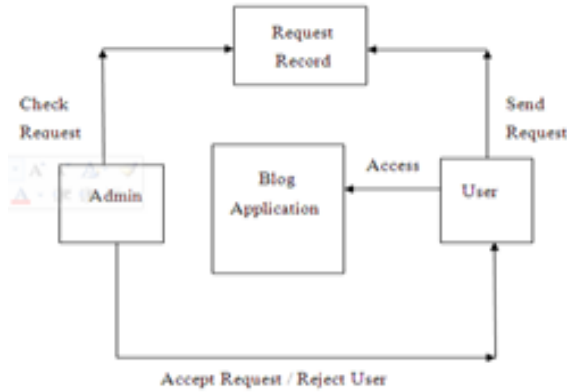 Request
Record
Check
Request
Send
Request
Admin
Blog
Application
Access
User
Accept Request / Reject User